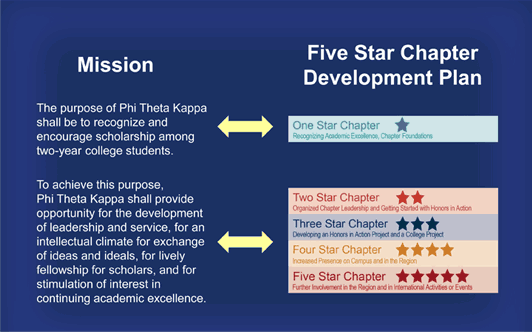 Mission
The purpose of Phi Theta Kappa
shall be to recognize and
encourage scholarship among
two-year college students.
To achieve this purpose,
Phi Theta Kappa shall provide
opportunity for the development
of leadership and service, for an
intellectual climate for exchange
of ideas and ideals, for lively
fellowship for scholars, and for
stimulation of interest in
continuing academic excellence.
Five Star Chapter
Development Plan
One Star Chapter
Recognizing Academic Excellence, Chapter Foundations
Two Star Chapter
Organized Chapter Leadership and Getting Started with Honors in Action
Three Star Chapter
Developing an Honors in Action Project and a College Project
Four Star Chapter
Increased Presence on Campus and in the Region
Five Star Chapter
Further Involvement in the Region and in International Activities or Events